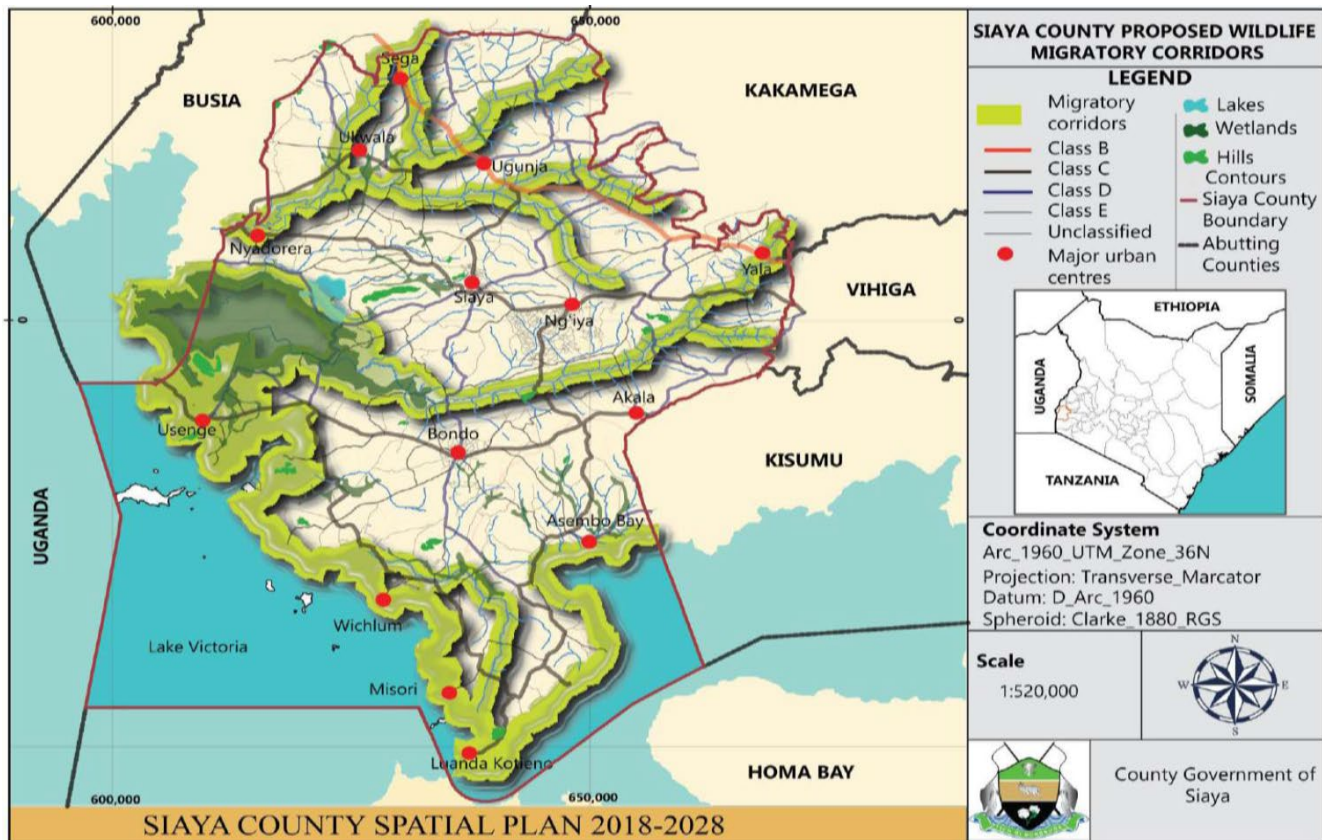 600,000
650,000
BUSIA
KAKAMEGA
Sega
Ukwala
Ugunja
Nyadorera
Yala
Siaya
Ng'iya
VIHIGA
0
0
Akala
Usenge
Bondo
KISUMU
UGANDA
Asembo Bay
Wichlum
Lake Victoria
Misori
Luanda Kotieno
HOMA BAY
600,000
650,000
SIAYA COUNTY SPATIAL PLAN 2018-2028
SIAYA COUNTY PROPOSED WILDLIFE
MIGRATORY CORRIDORS
LEGEND
Migratory
corridors
Class B
Class C
Class D
Class E
Unclassified
Major urban
centres
Lakes
Wetlands
Hills
Contours
Siaya County
Boundary
Abutting
Counties
ETHIOPIA
UGANDA
SOMALIA
TANZANIA
Coordinate System
Arc_1960_UTM_Zone_36N
Projection: Transverse_Marcator
Datum: D_Arc_1960
Spheroid: Clarke_1880_RGS
Scale
1:520,000
N
W
E
S
County Government of
Siaya